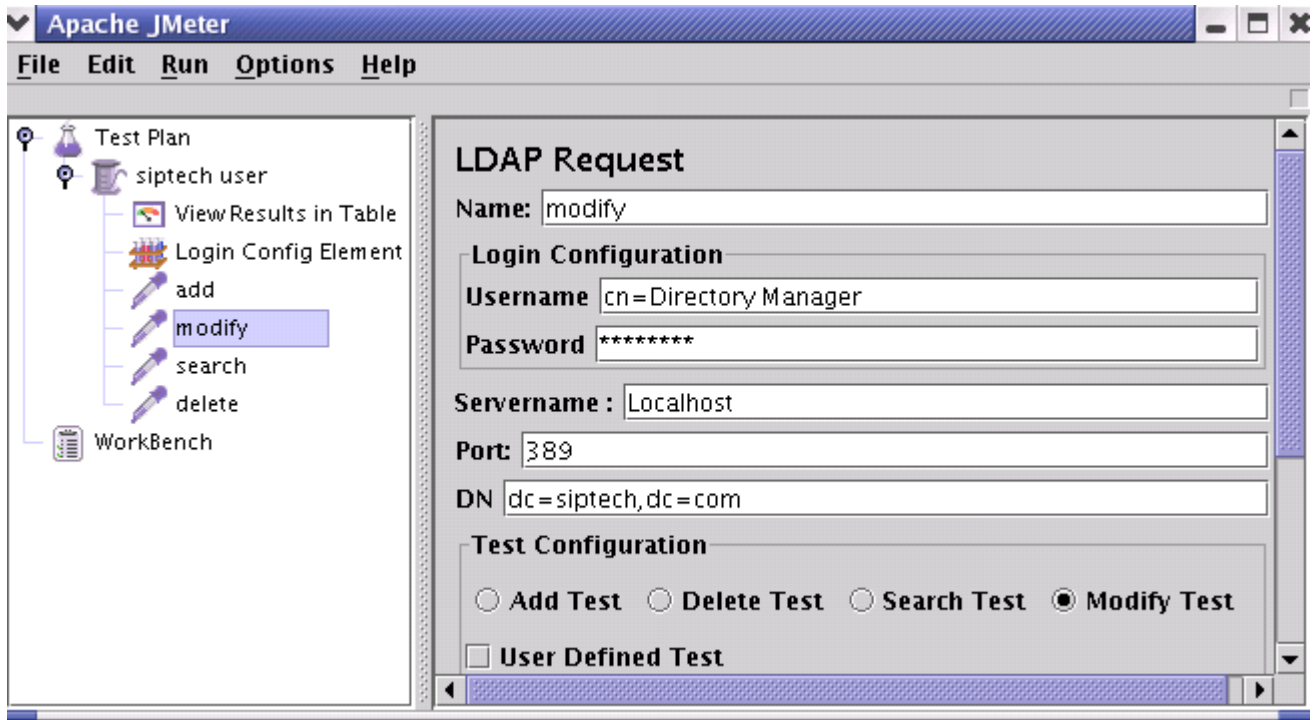 Apache JMeter
File Edit Run Options Help
Test Plan
siptech user
View Results in Table
Login Config Element
add
modify
search
delete
WorkBench
LDAP Request
Name: modify
Login Configuration
Username cn=Directory Manager
Password ********
Servername : Localhost
Port: 389
DN dc=siptech,dc=com
Test Configuration
Add Test Delete Test Search Test Modify Test
User Defined Test